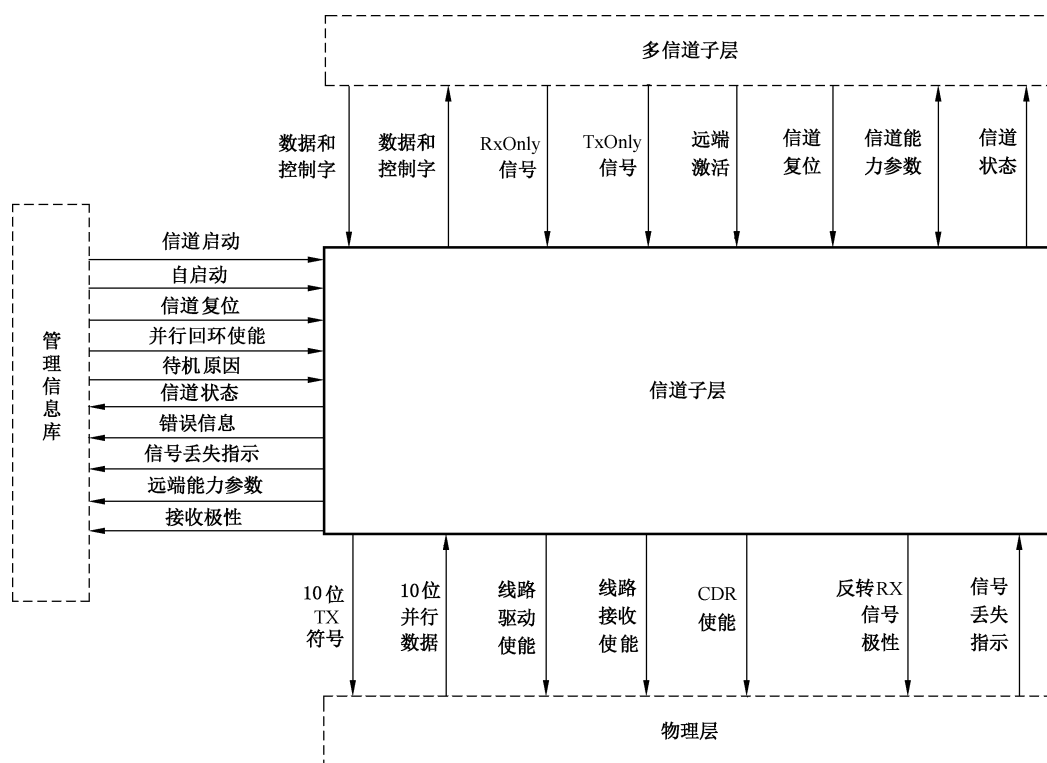 多信道子层
数据和
控制字
数据和
控制字
RxOnly
信号
TxOnly
信号
远端
激活
信道
复位
信道能
力参数
信道
状态
管
理
信
息
库
信道启动
自启动
信道复位
并行回环使能
待机原因
信道状态
错误信息
信号丢失指示
远端能力参数
接收极性
信道子层
10位
TX
符号
10位
并行
数据
线路
驱动
使能
线路
接收
使能
CDR
使能
反转RX
信号
极性
信号
丢失
指示
物理层